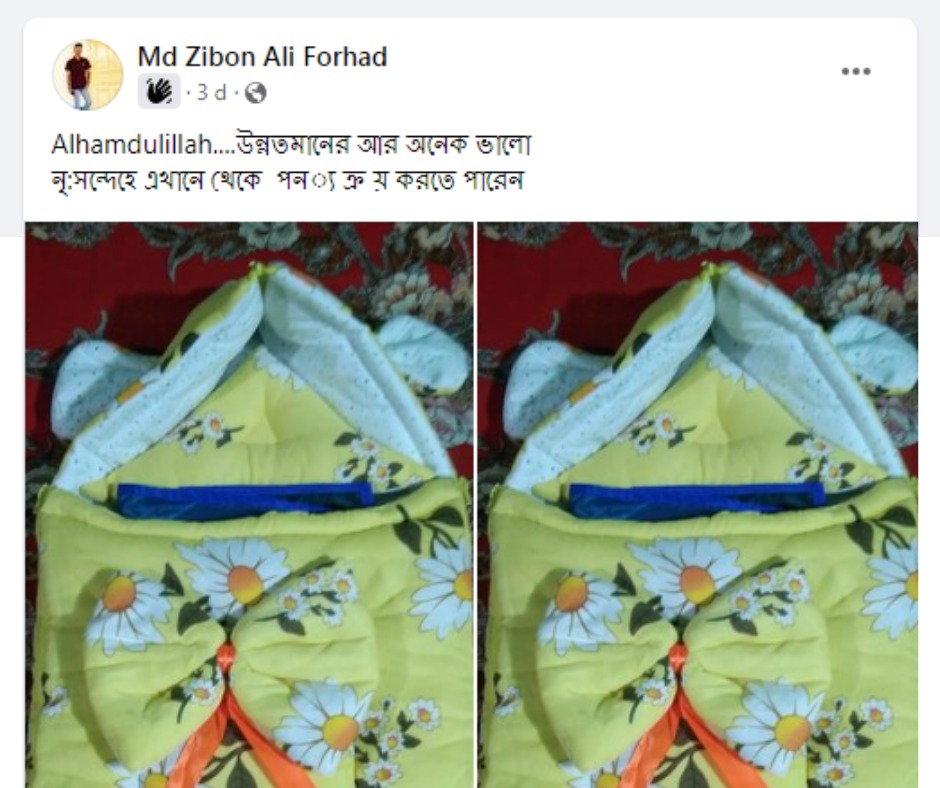 Md Zibon Ali Forhad
· 3 d ·
Alhamdulillah....উন্নতমানের আর অনেক ভালো
নৃ:সন্দেহে এখানে থেকে পন্য ক্র য় করতে পারেন